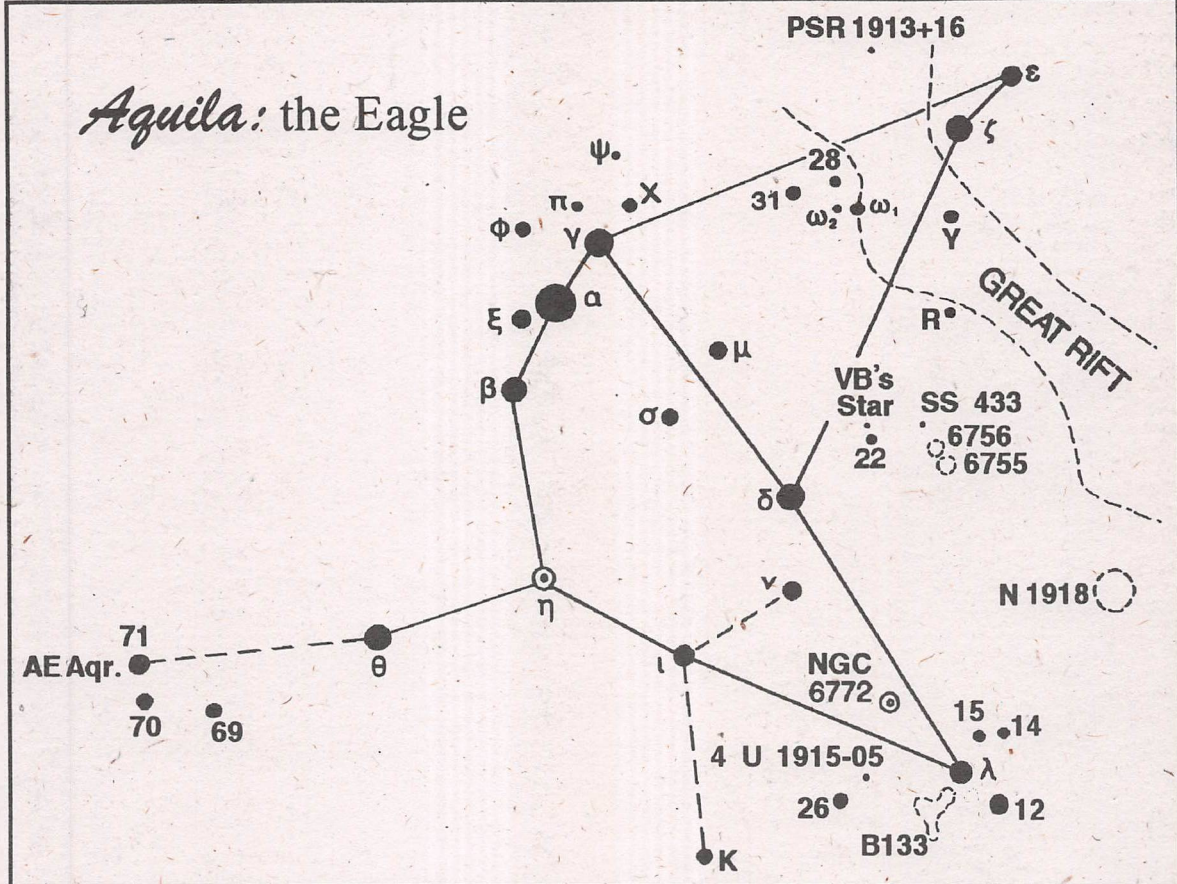 PSR 1913+16
ε
Aquila: the Eagle
ζ
ψ
28
π
χ
31
ω₂
ω₁
φ
γ
Y
α
GREAT RIFT
ξ
R
μ
β
VB's
Star
SS 433
σ
6756
22
6755
δ
ν
N 1918
η
71
AE Aqr.
θ
ι
NGC
6772
70
69
15
14
4 U 1915-05
λ
26
12
B133
K